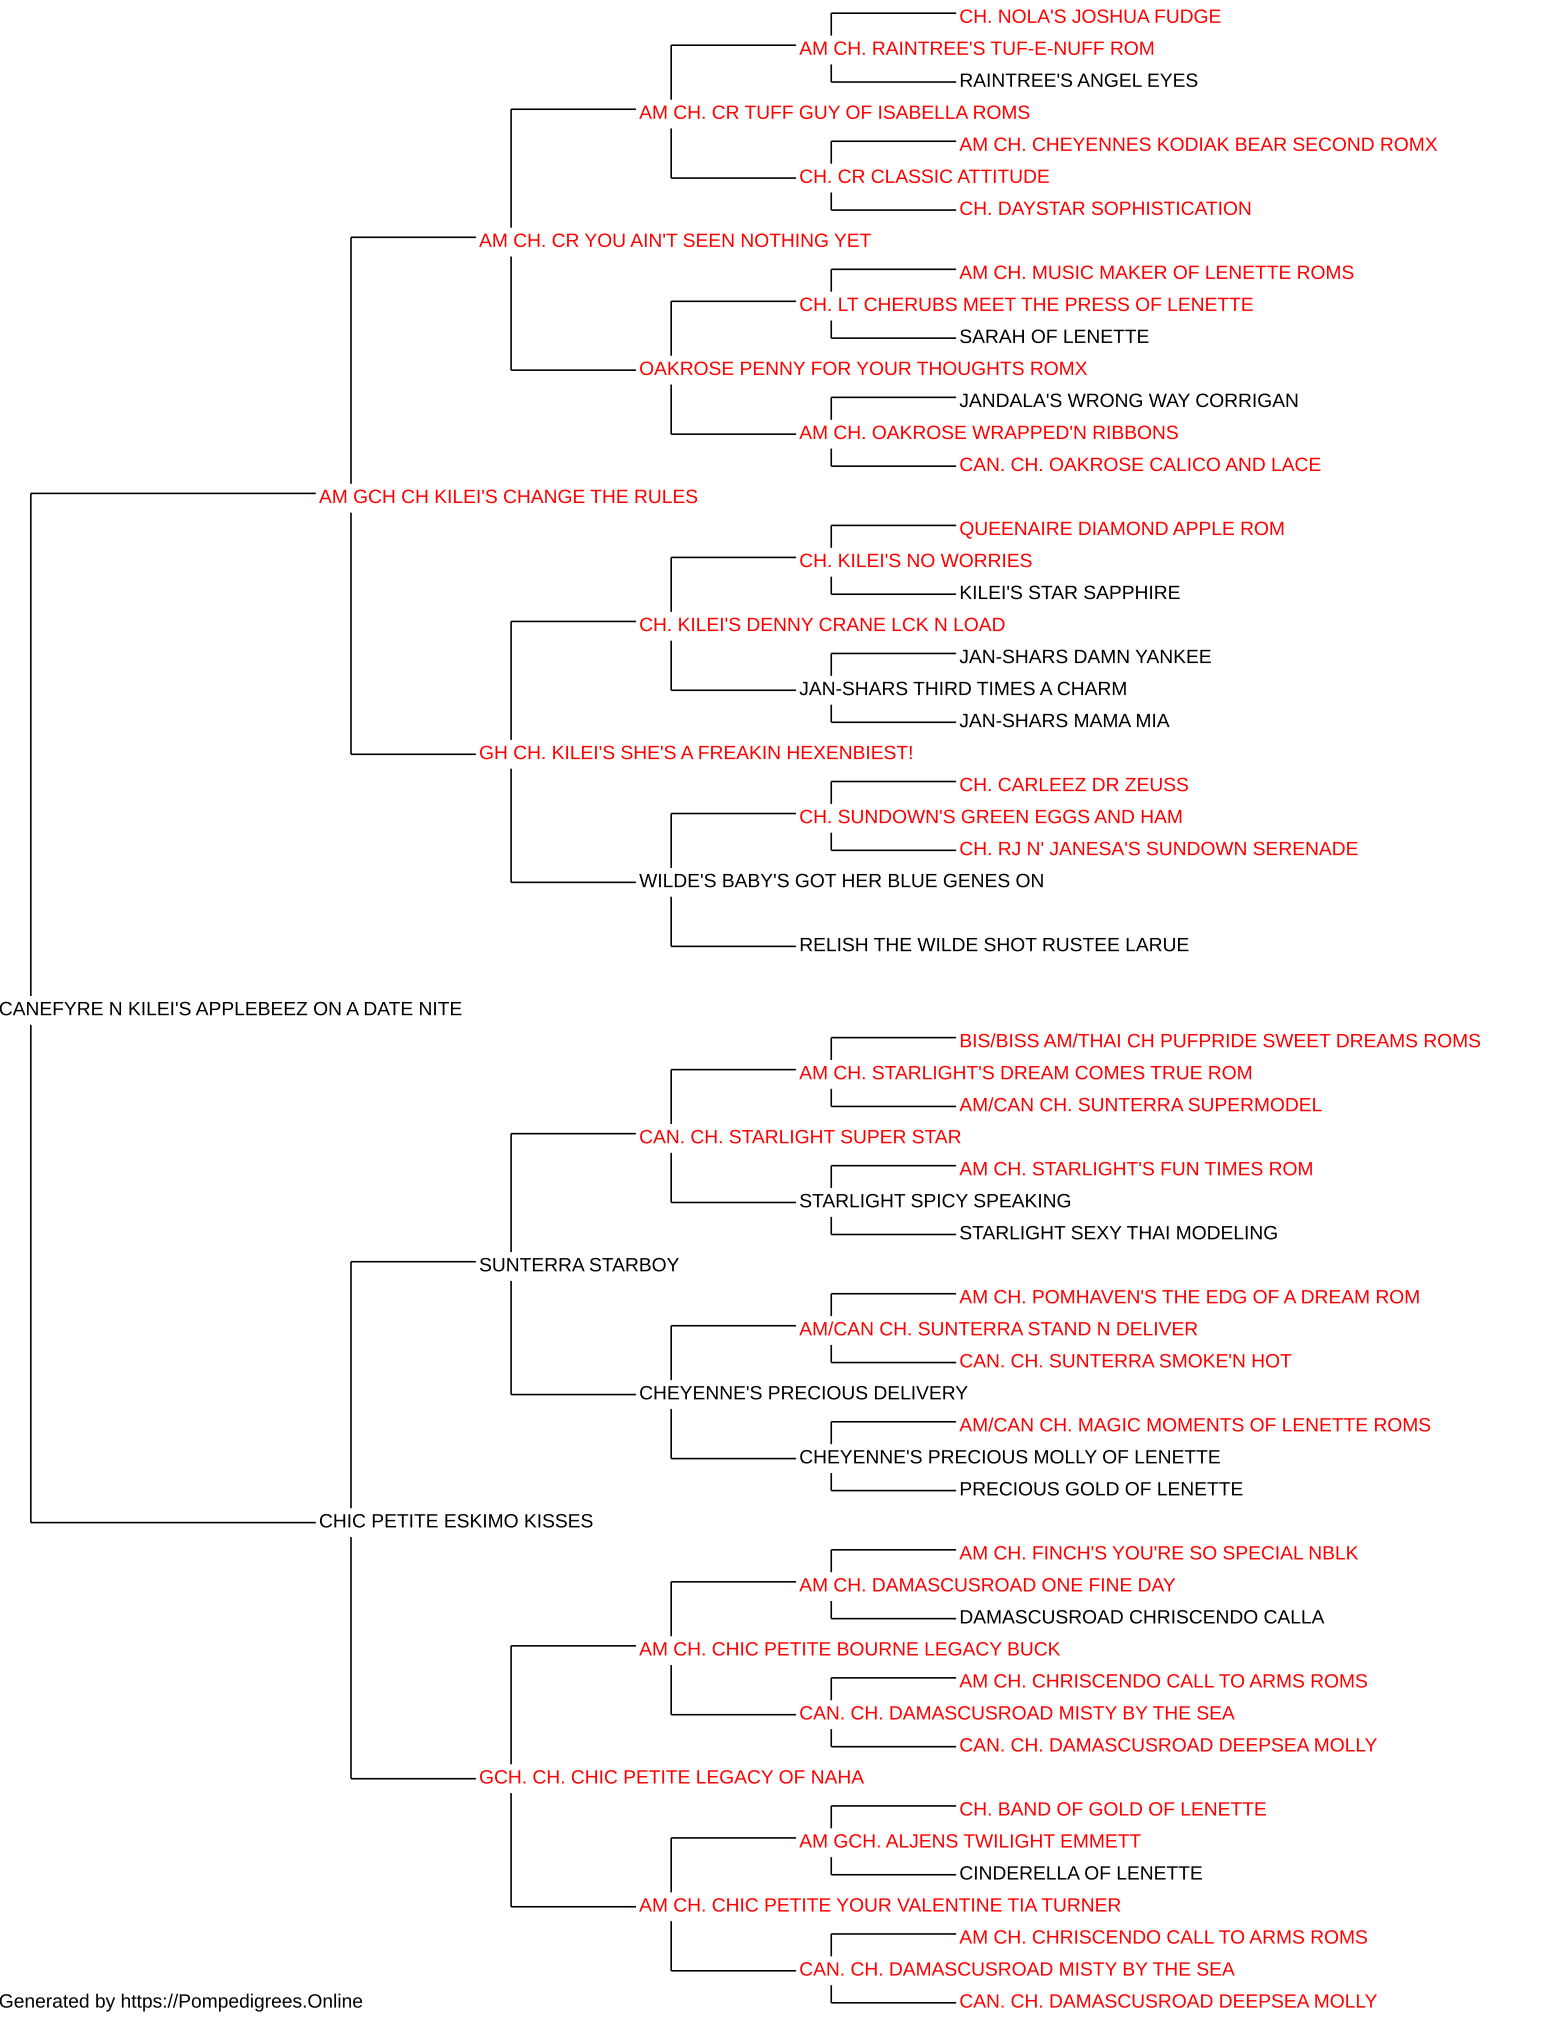 CH. NOLA'S JOSHUA FUDGE
AM CH. RAINTREE'S TUF-E-NUFF ROM
RAINTREE'S ANGEL EYES
AM CH. CR TUFF GUY OF ISABELLA ROMS
AM CH. CHEYENNES KODIAK BEAR SECOND ROMX
CH. CR CLASSIC ATTITUDE
CH. DAYSTAR SOPHISTICATION
AM CH. CR YOU AIN'T SEEN NOTHING YET
AM CH. MUSIC MAKER OF LENETTE ROMS
CH. LT CHERUBS MEET THE PRESS OF LENETTE
SARAH OF LENETTE
OAKROSE PENNY FOR YOUR THOUGHTS ROMX
JANDALA'S WRONG WAY CORRIGAN
AM CH. OAKROSE WRAPPED'N RIBBONS
CAN. CH. OAKROSE CALICO AND LACE
AM GCH CH KILEI'S CHANGE THE RULES
QUEENAIRE DIAMOND APPLE ROM
CH. KILEI'S NO WORRIES
KILEI'S STAR SAPPHIRE
CH. KILEI'S DENNY CRANE LCK N LOAD
JAN-SHARS DAMN YANKEE
JAN-SHARS THIRD TIMES A CHARM
JAN-SHARS MAMA MIA
GH CH. KILEI'S SHE'S A FREAKIN HEXENBIEST!
CH. CARLEEZ DR ZEUSS
CH. SUNDOWN'S GREEN EGGS AND HAM
CH. RJ N' JANESA'S SUNDOWN SERENADE
WILDE'S BABY'S GOT HER BLUE GENES ON
RELISH THE WILDE SHOT RUSTEE LARUE
CANEFYRE N KILEI'S APPLEBEEZ ON A DATE NITE
BIS/BISS AM/THAI CH PUFPRIDE SWEET DREAMS ROMS
AM CH. STARLIGHT'S DREAM COMES TRUE ROM
AM/CAN CH. SUNTERRA SUPERMODEL
CAN. CH. STARLIGHT SUPER STAR
AM CH. STARLIGHT'S FUN TIMES ROM
STARLIGHT SPICY SPEAKING
STARLIGHT SEXY THAI MODELING
SUNTERRA STARBOY
AM CH. POMHAVEN'S THE EDG OF A DREAM ROM
AM/CAN CH. SUNTERRA STAND N DELIVER
CAN. CH. SUNTERRA SMOKE'N HOT
CHEYENNE'S PRECIOUS DELIVERY
AM/CAN CH. MAGIC MOMENTS OF LENETTE ROMS
CHEYENNE'S PRECIOUS MOLLY OF LENETTE
PRECIOUS GOLD OF LENETTE
CHIC PETITE ESKIMO KISSES
AM CH. FINCH'S YOU'RE SO SPECIAL NBLK
AM CH. DAMASCUSROAD ONE FINE DAY
DAMASCUSROAD CHRISCENDO CALLA
AM CH. CHIC PETITE BOURNE LEGACY BUCK
AM CH. CHRISCENDO CALL TO ARMS ROMS
CAN. CH. DAMASCUSROAD MISTY BY THE SEA
CAN. CH. DAMASCUSROAD DEEPSEA MOLLY
GCH. CH. CHIC PETITE LEGACY OF NAHA
CH. BAND OF GOLD OF LENETTE
AM GCH. ALJENS TWILIGHT EMMETT
CINDERELLA OF LENETTE
AM CH. CHIC PETITE YOUR VALENTINE TIA TURNER
AM CH. CHRISCENDO CALL TO ARMS ROMS
CAN. CH. DAMASCUSROAD MISTY BY THE SEA
CAN. CH. DAMASCUSROAD DEEPSEA MOLLY
Generated by https://Pompedigrees.Online